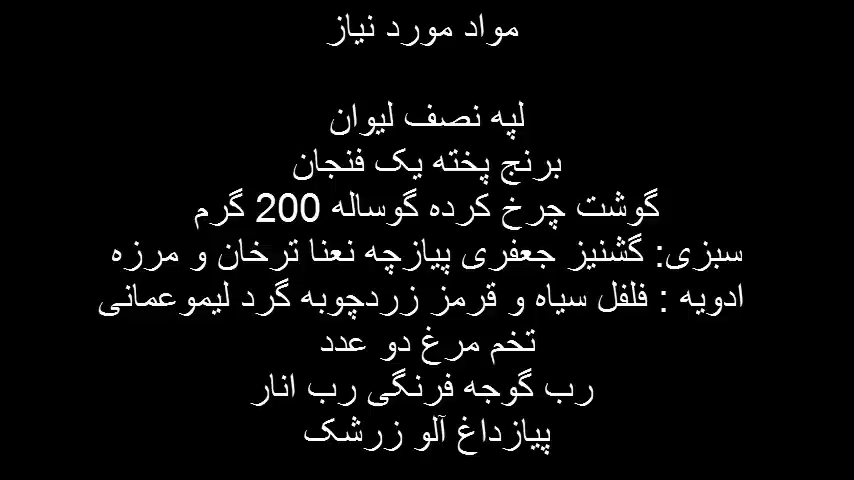 مواد مورد نیاز
لپه نصف لیوان
برنج پخته یک فنجان
گوشت چرخ کرده گوساله 200 گرم
سبزی: گشنیز جعفری پیازچه نعنا ترخان و مرزه
ادویه : فلفل سیاه و قرمز زردچوبه گرد لیموعمانی
تخم مرغ دو عدد
رب گوجه فرنگی رب انار
پیازداغ آلو زرشک